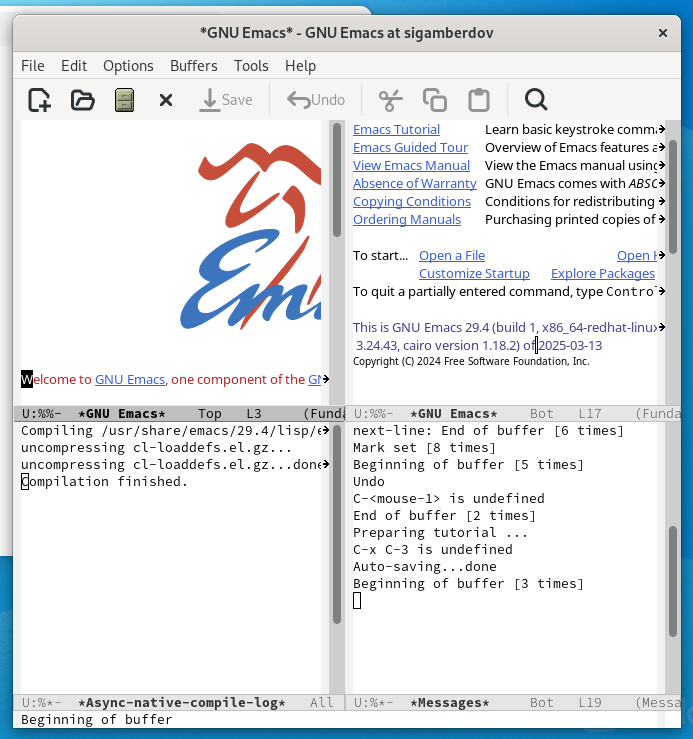 *GNU Emacs* - GNU Emacs at sigamberdov
File Edit Options Buffers Tools Help
Save Undo
Welcome to GNU Emacs, one component of the GN
U:%%- *GNU Emacs* Top L3 (Funda
Emacs Tutorial Learn basic keystroke comma
Emacs Guided Tour Overview of Emacs features a
View Emacs Manual View the Emacs manual using
Absence of Warranty GNU Emacs comes with ABSO
Copying Conditions Conditions for redistributing
Ordering Manuals Purchasing printed copies of
To start... Open a File Open H
Customize Startup Explore Packages
To quit a partially entered command, type Control
This is GNU Emacs 29.4 (build 1, x86_64-redhat-linux
3.24.43, cairo version 1.18.2) of 2025-03-13
Copyright (C) 2024 Free Software Foundation, Inc.
U:%%- *GNU Emacs* Bot L17 (Funda
Compiling /usr/share/emacs/29.4/lisp/e
uncompressing cl-loaddefs.el.gz...
uncompressing cl-loaddefs.el.gz...done
Compilation finished.
U:%*- *Async-native-compile-log* All
next-line: End of buffer [6 times]
Mark set [8 times]
Beginning of buffer [5 times]
Undo
C-<mouse-1> is undefined
End of buffer [2 times]
Preparing tutorial ...
C-x C-3 is undefined
Auto-saving...done
Beginning of buffer [3 times]
U:%*- *Messages* Bot L19 (Messa
Beginning of buffer